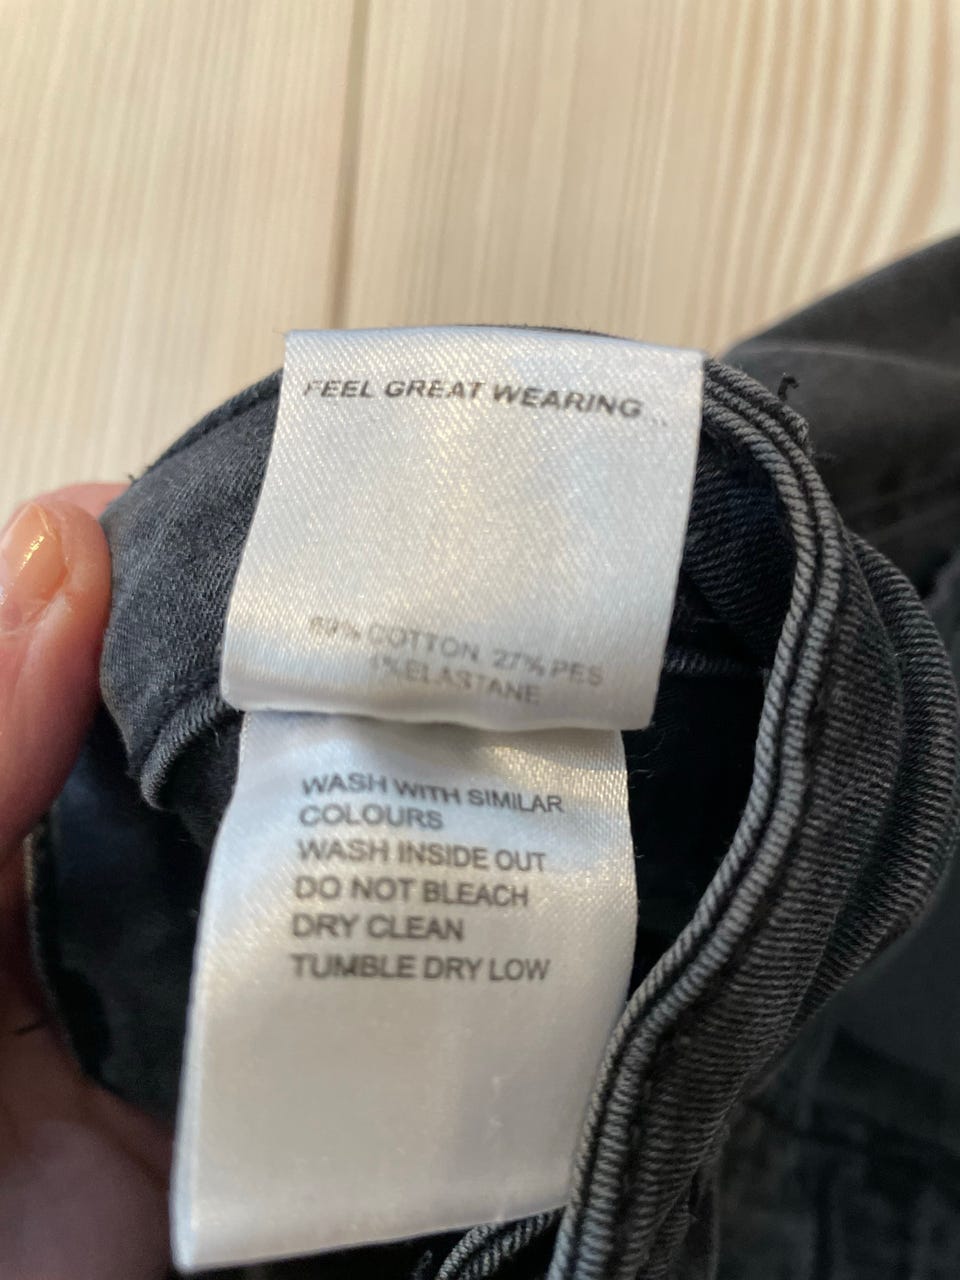 FEEL GREAT WEARING...
COTTON 27% PES
ELASTANE
WASH WITH SIMILAR
COLOURS
WASH INSIDE OUT
DO NOT BLEACH
DRY CLEAN
TUMBLE DRY LOW